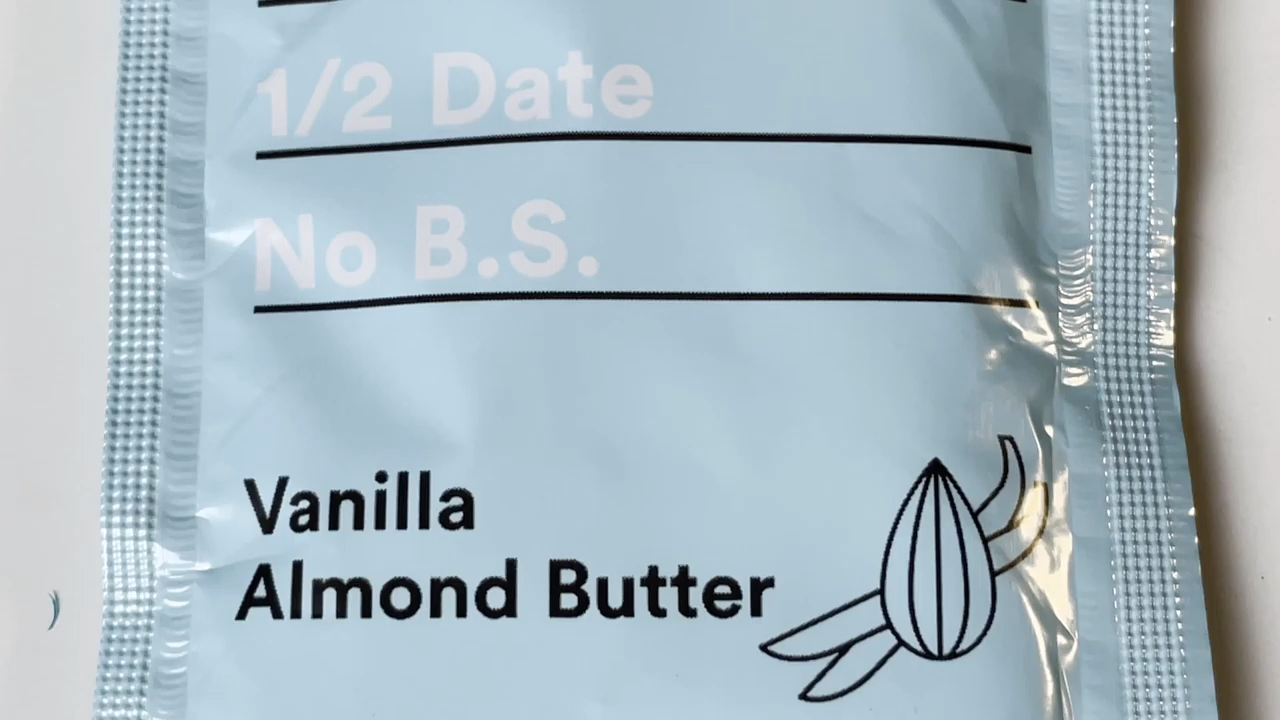 1/2 Date
No B.S.
Vanilla
Almond Butter